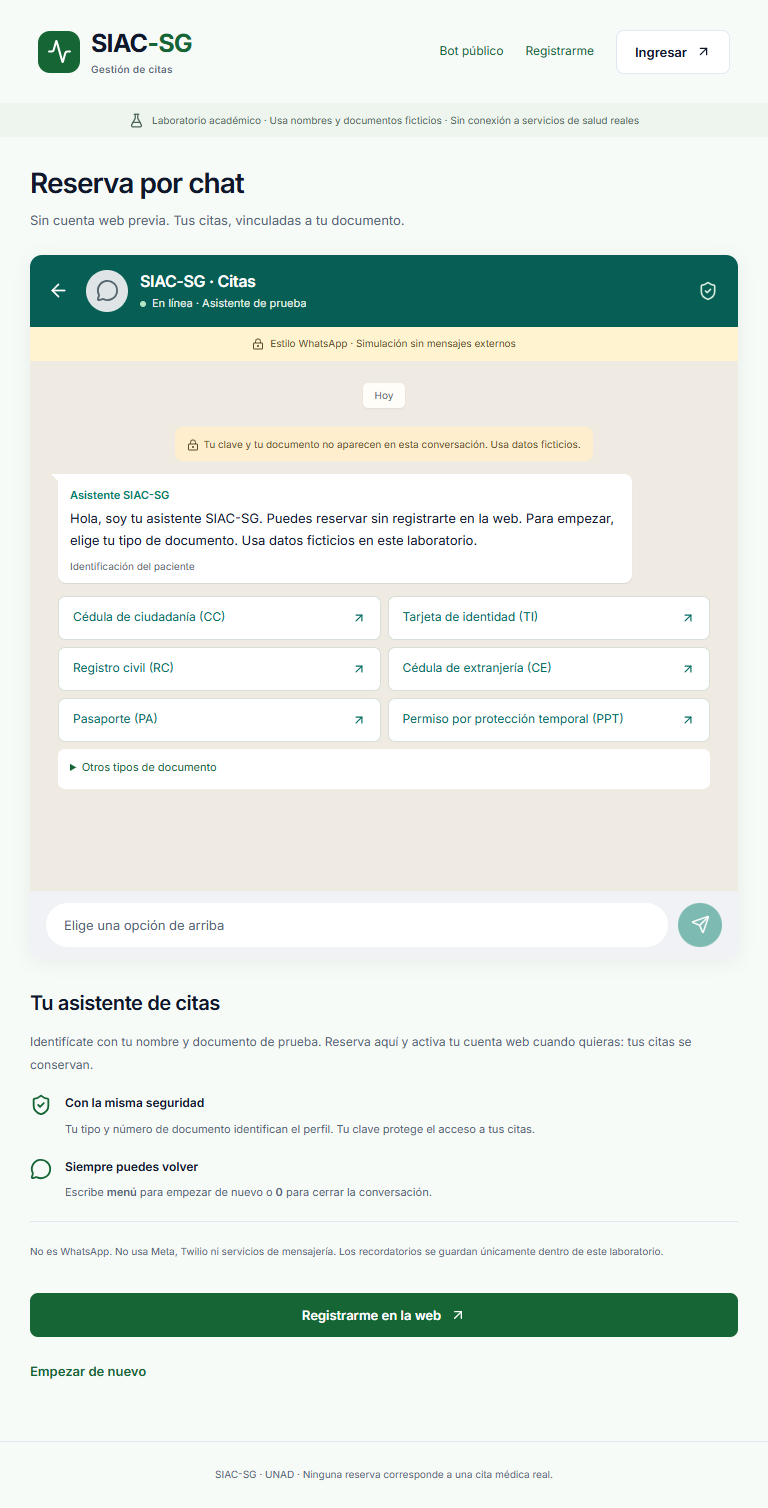 SIAC-SG
Gestión de citas
Bot público
Registrarme
Ingresar
Laboratorio académico · Usa nombres y documentos ficticios · Sin conexión a servicios de salud reales
Reserva por chat
Sin cuenta web previa. Tus citas, vinculadas a tu documento.
SIAC-SG · Citas
En línea · Asistente de prueba
Estilo WhatsApp · Simulación sin mensajes externos
Hoy
Tu clave y tu documento no aparecen en esta conversación. Usa datos ficticios.
Asistente SIAC-SG
Hola, soy tu asistente SIAC-SG. Puedes reservar sin registrarte en la web. Para empezar,
elige tu tipo de documento. Usa datos ficticios en este laboratorio.
Identificación del paciente
Cédula de ciudadanía (CC)
Tarjeta de identidad (TI)
Registro civil (RC)
Cédula de extranjería (CE)
Pasaporte (PA)
Permiso por protección temporal (PPT)
Otros tipos de documento
Elige una opción de arriba
Tu asistente de citas
Identifícate con tu nombre y documento de prueba. Reserva aquí y activa tu cuenta web cuando quieras: tus citas se
conservan.
Con la misma seguridad
Tu tipo y número de documento identifican el perfil. Tu clave protege el acceso a tus citas.
Siempre puedes volver
Escribe menú para empezar de nuevo o 0 para cerrar la conversación.
No es WhatsApp. No usa Meta, Twilio ni servicios de mensajería. Los recordatorios se guardan únicamente dentro de este laboratorio.
Registrarme en la web
Empezar de nuevo
SIAC-SG · UNAD · Ninguna reserva corresponde a una cita médica real.